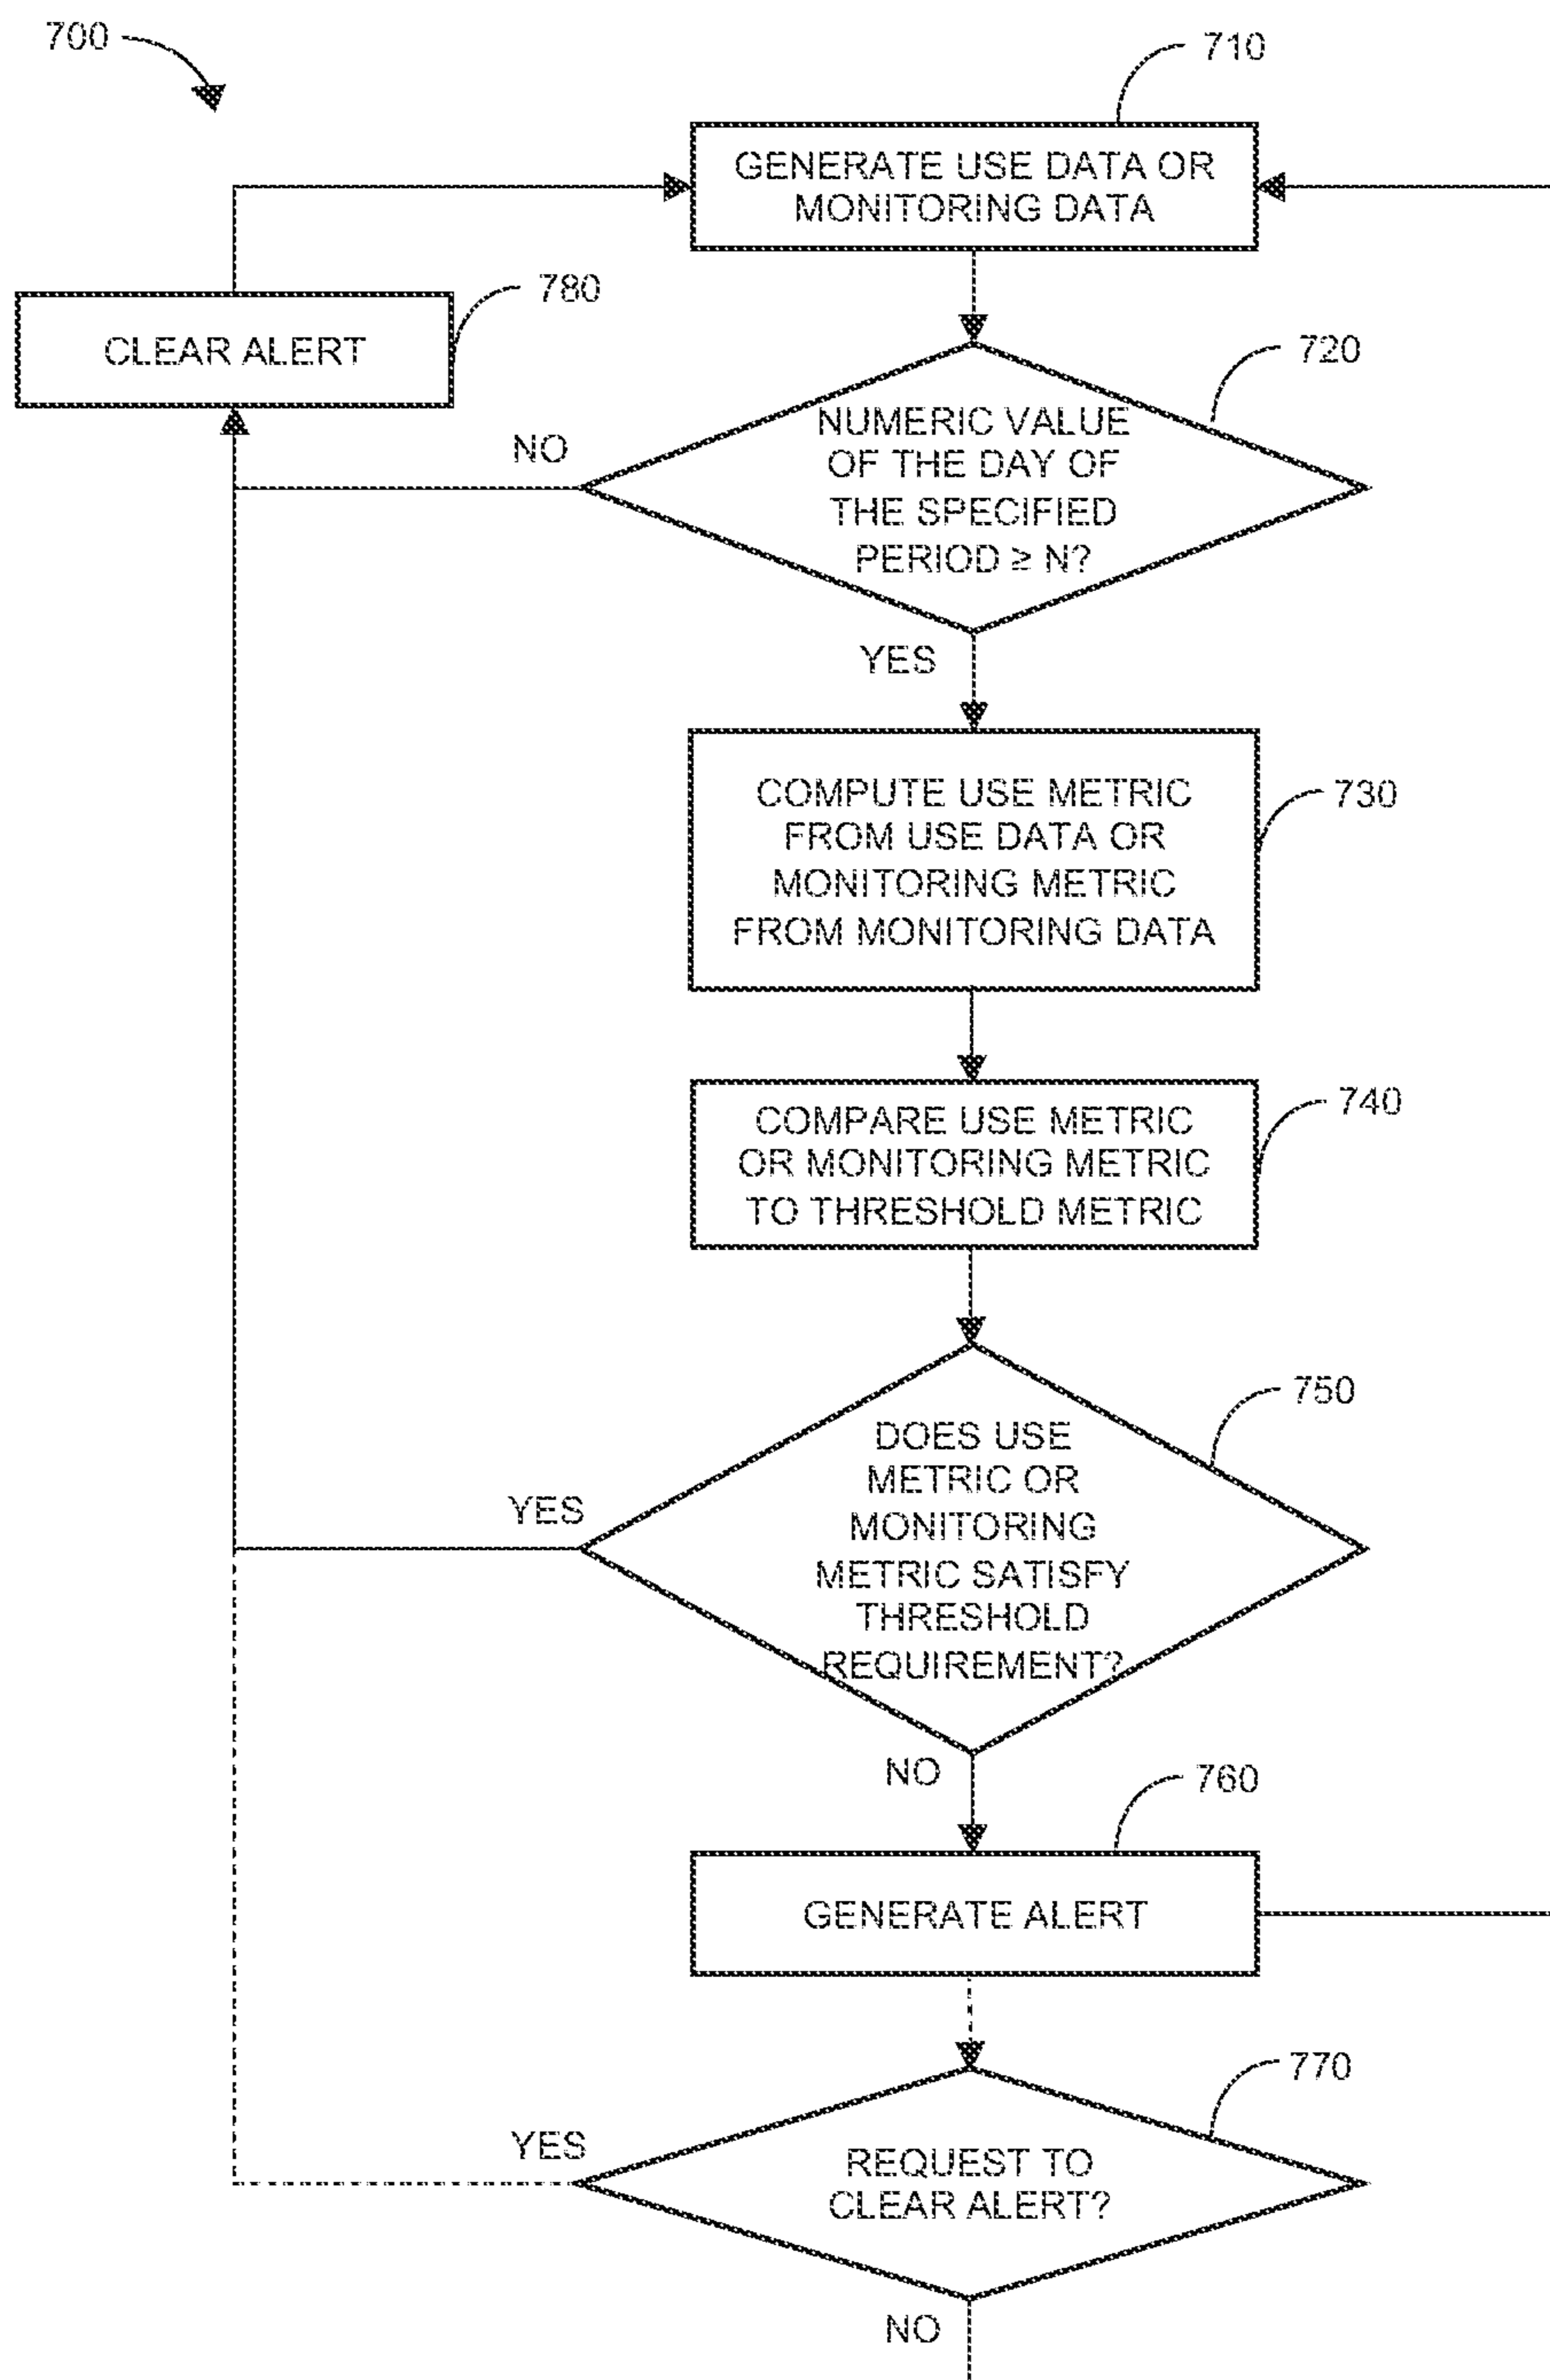 700
710
GENERATE USE DATA OR
MONITORING DATA
780
CLEAR ALERT
720
NO
NUMERIC VALUE
OF THE DAY OF
THE SPECIFIED
PERIOD ≥ N?
YES
730
COMPUTE USE METRIC
FROM USE DATA OR
MONITORING METRIC
FROM MONITORING DATA
740
COMPARE USE METRIC
OR MONITORING METRIC
TO THRESHOLD METRIC
750
YES
DOES USE
METRIC OR
MONITORING
METRIC SATISFY
THRESHOLD
REQUIREMENT?
NO
760
GENERATE ALERT
770
YES
REQUEST TO
CLEAR ALERT?
NO